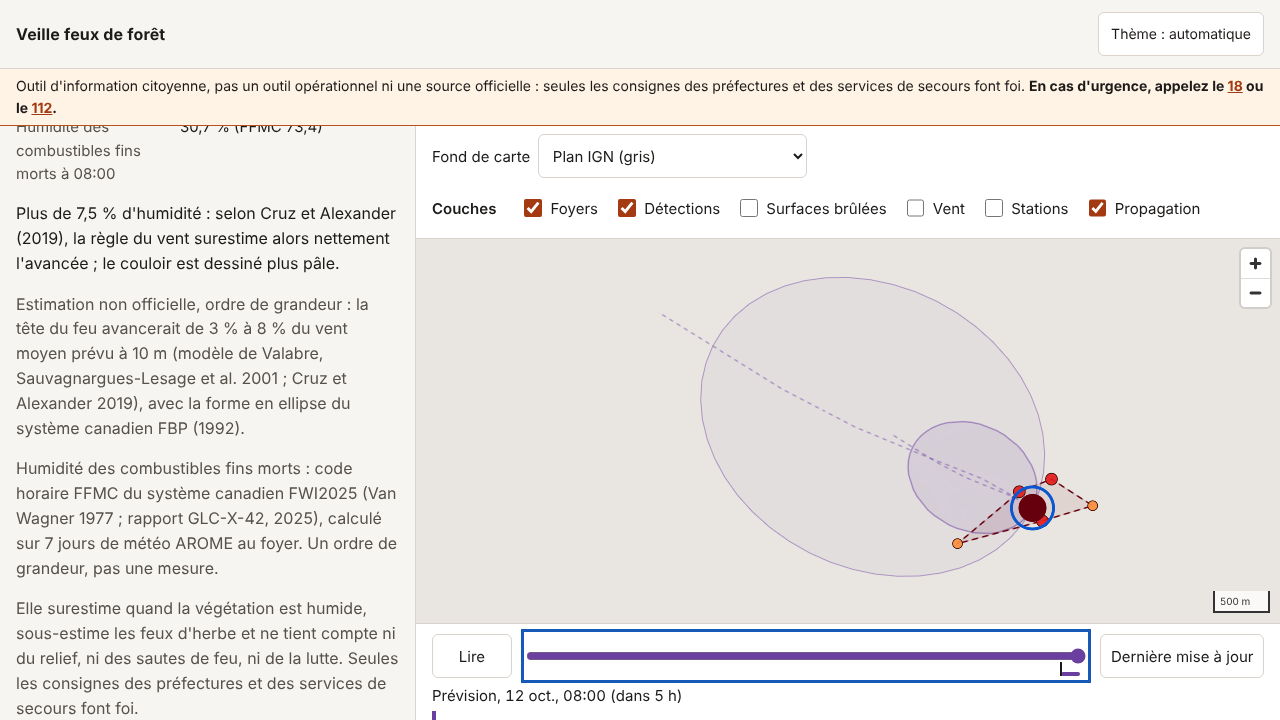 Veille feux de forêt
Thème : automatique
Outil d'information citoyenne, pas un outil opérationnel ni une source officielle : seules les consignes des préfectures et des services de secours font foi. En cas d'urgence, appelez le 18 ou
le 112.
Humidité des
combustibles fins
morts à 08:00
30,7 % (FFMC 73,4)
Plus de 7,5 % d'humidité : selon Cruz et Alexander
(2019), la règle du vent surestime alors nettement
l'avancée ; le couloir est dessiné plus pâle.
Estimation non officielle, ordre de grandeur : la
tête du feu avancerait de 3 % à 8 % du vent
moyen prévu à 10 m (modèle de Valabre,
Sauvagnargues-Lesage et al. 2001 ; Cruz et
Alexander 2019), avec la forme en ellipse du
système canadien FBP (1992).
Humidité des combustibles fins morts : code
horaire FFMC du système canadien FWI2025 (Van
Wagner 1977 ; rapport GLC-X-42, 2025), calculé
sur 7 jours de météo AROME au foyer. Un ordre de
grandeur, pas une mesure.
Elle surestime quand la végétation est humide,
sous-estime les feux d'herbe et ne tient compte ni
du relief, ni des sautes de feu, ni de la lutte. Seules
les consignes des préfectures et des services de
secours font foi.
Fond de carte
Plan IGN (gris)
Couches
Foyers
Détections
Surfaces brûlées
Vent
Stations
Propagation
+
−
500 m
Lire
Dernière mise à jour
Prévision, 12 oct., 08:00 (dans 5 h)